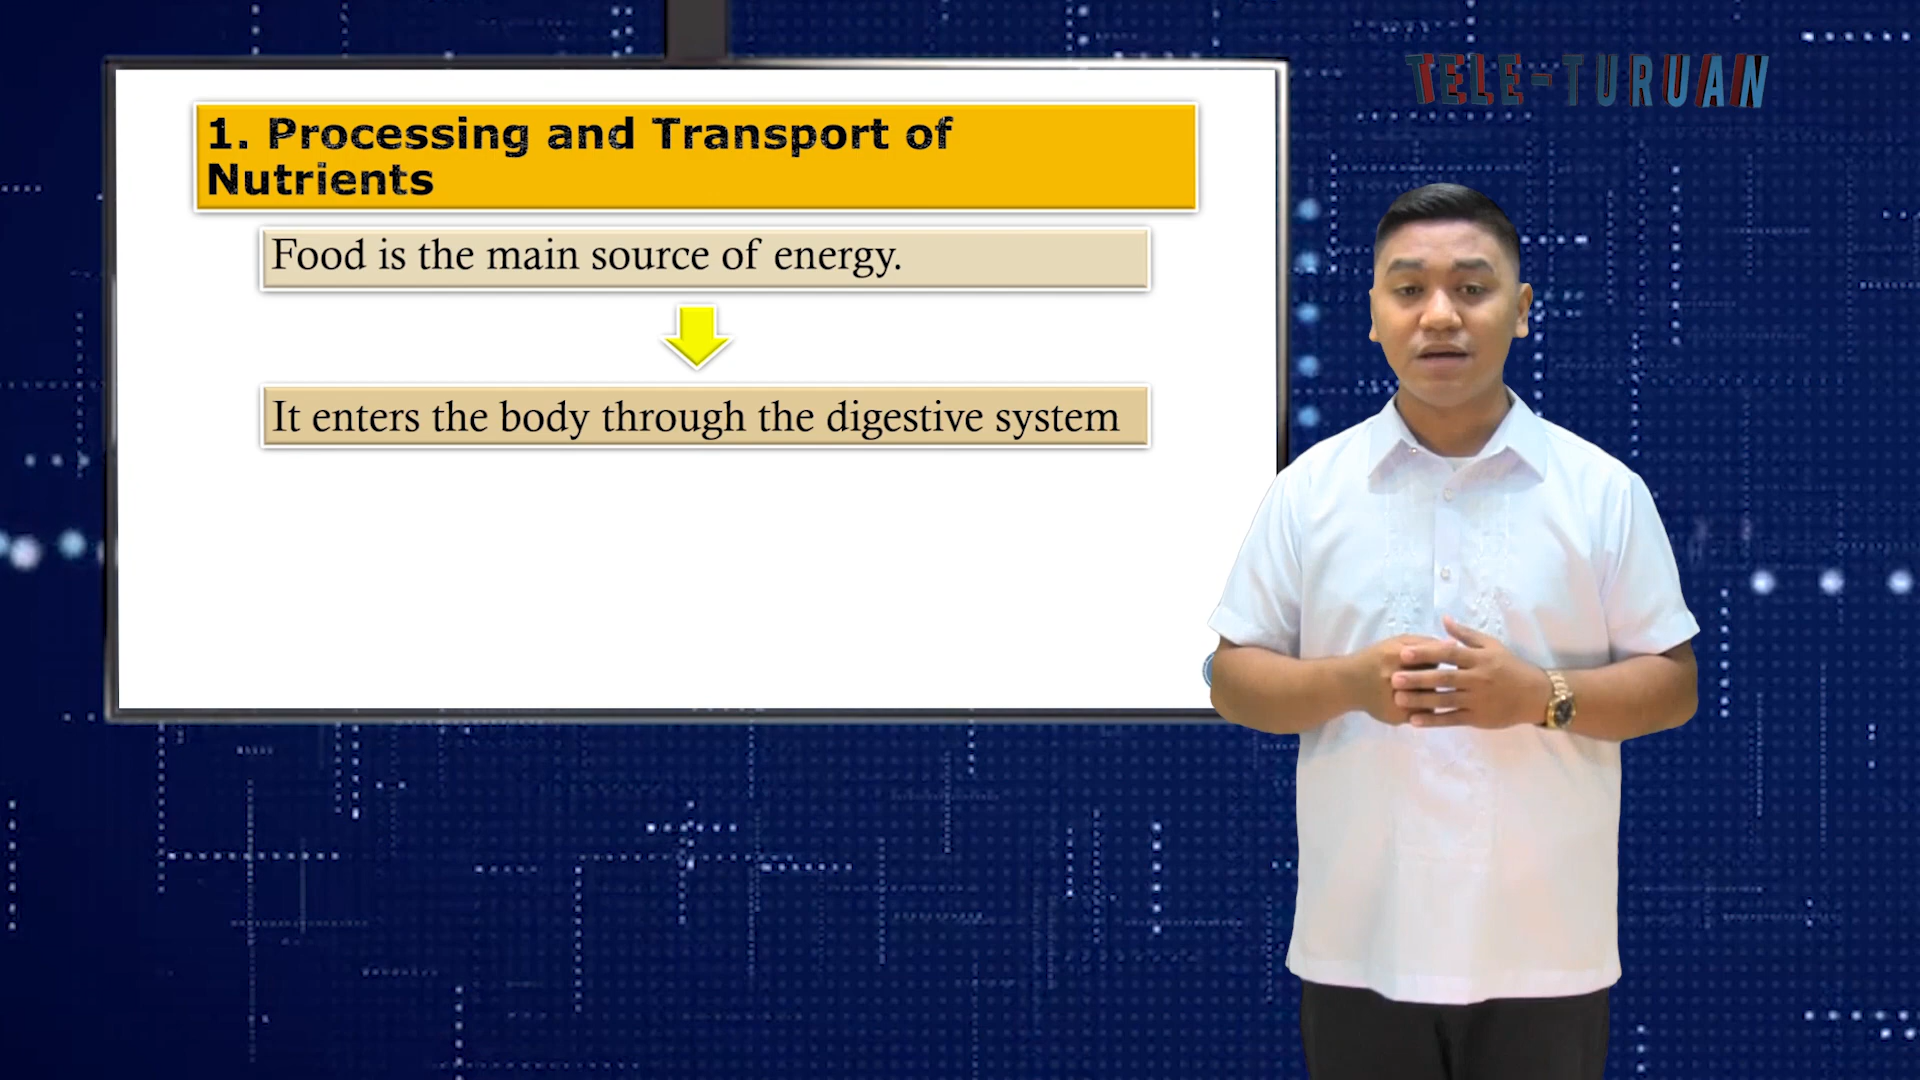 TELE-TURUAN
1. Processing and Transport of
Nutrients
Food is the main source of energy.
It enters the body through the digestive system